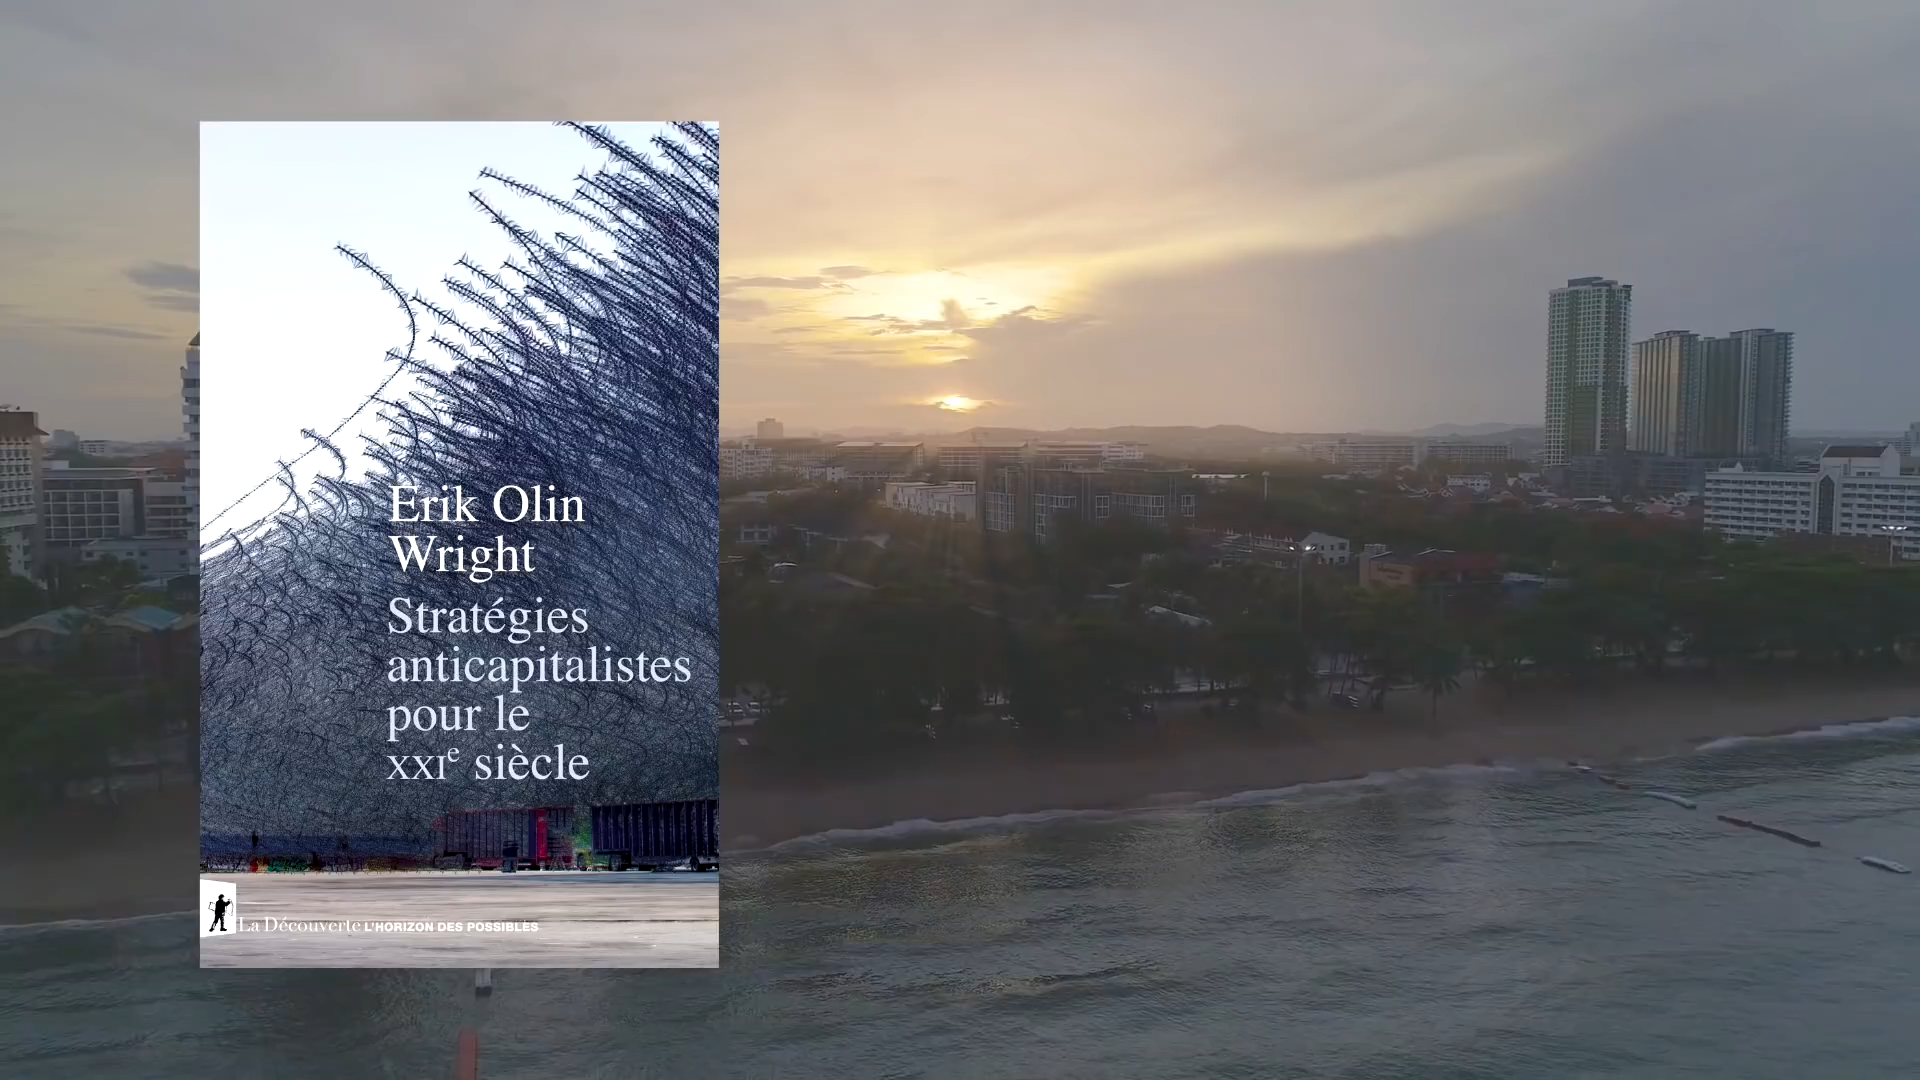 Erik Olin
Wright
Stratégies
anticapitalistes
pour le
XXIe siècle
La Découverte L'HORIZON DES POSSIBLES